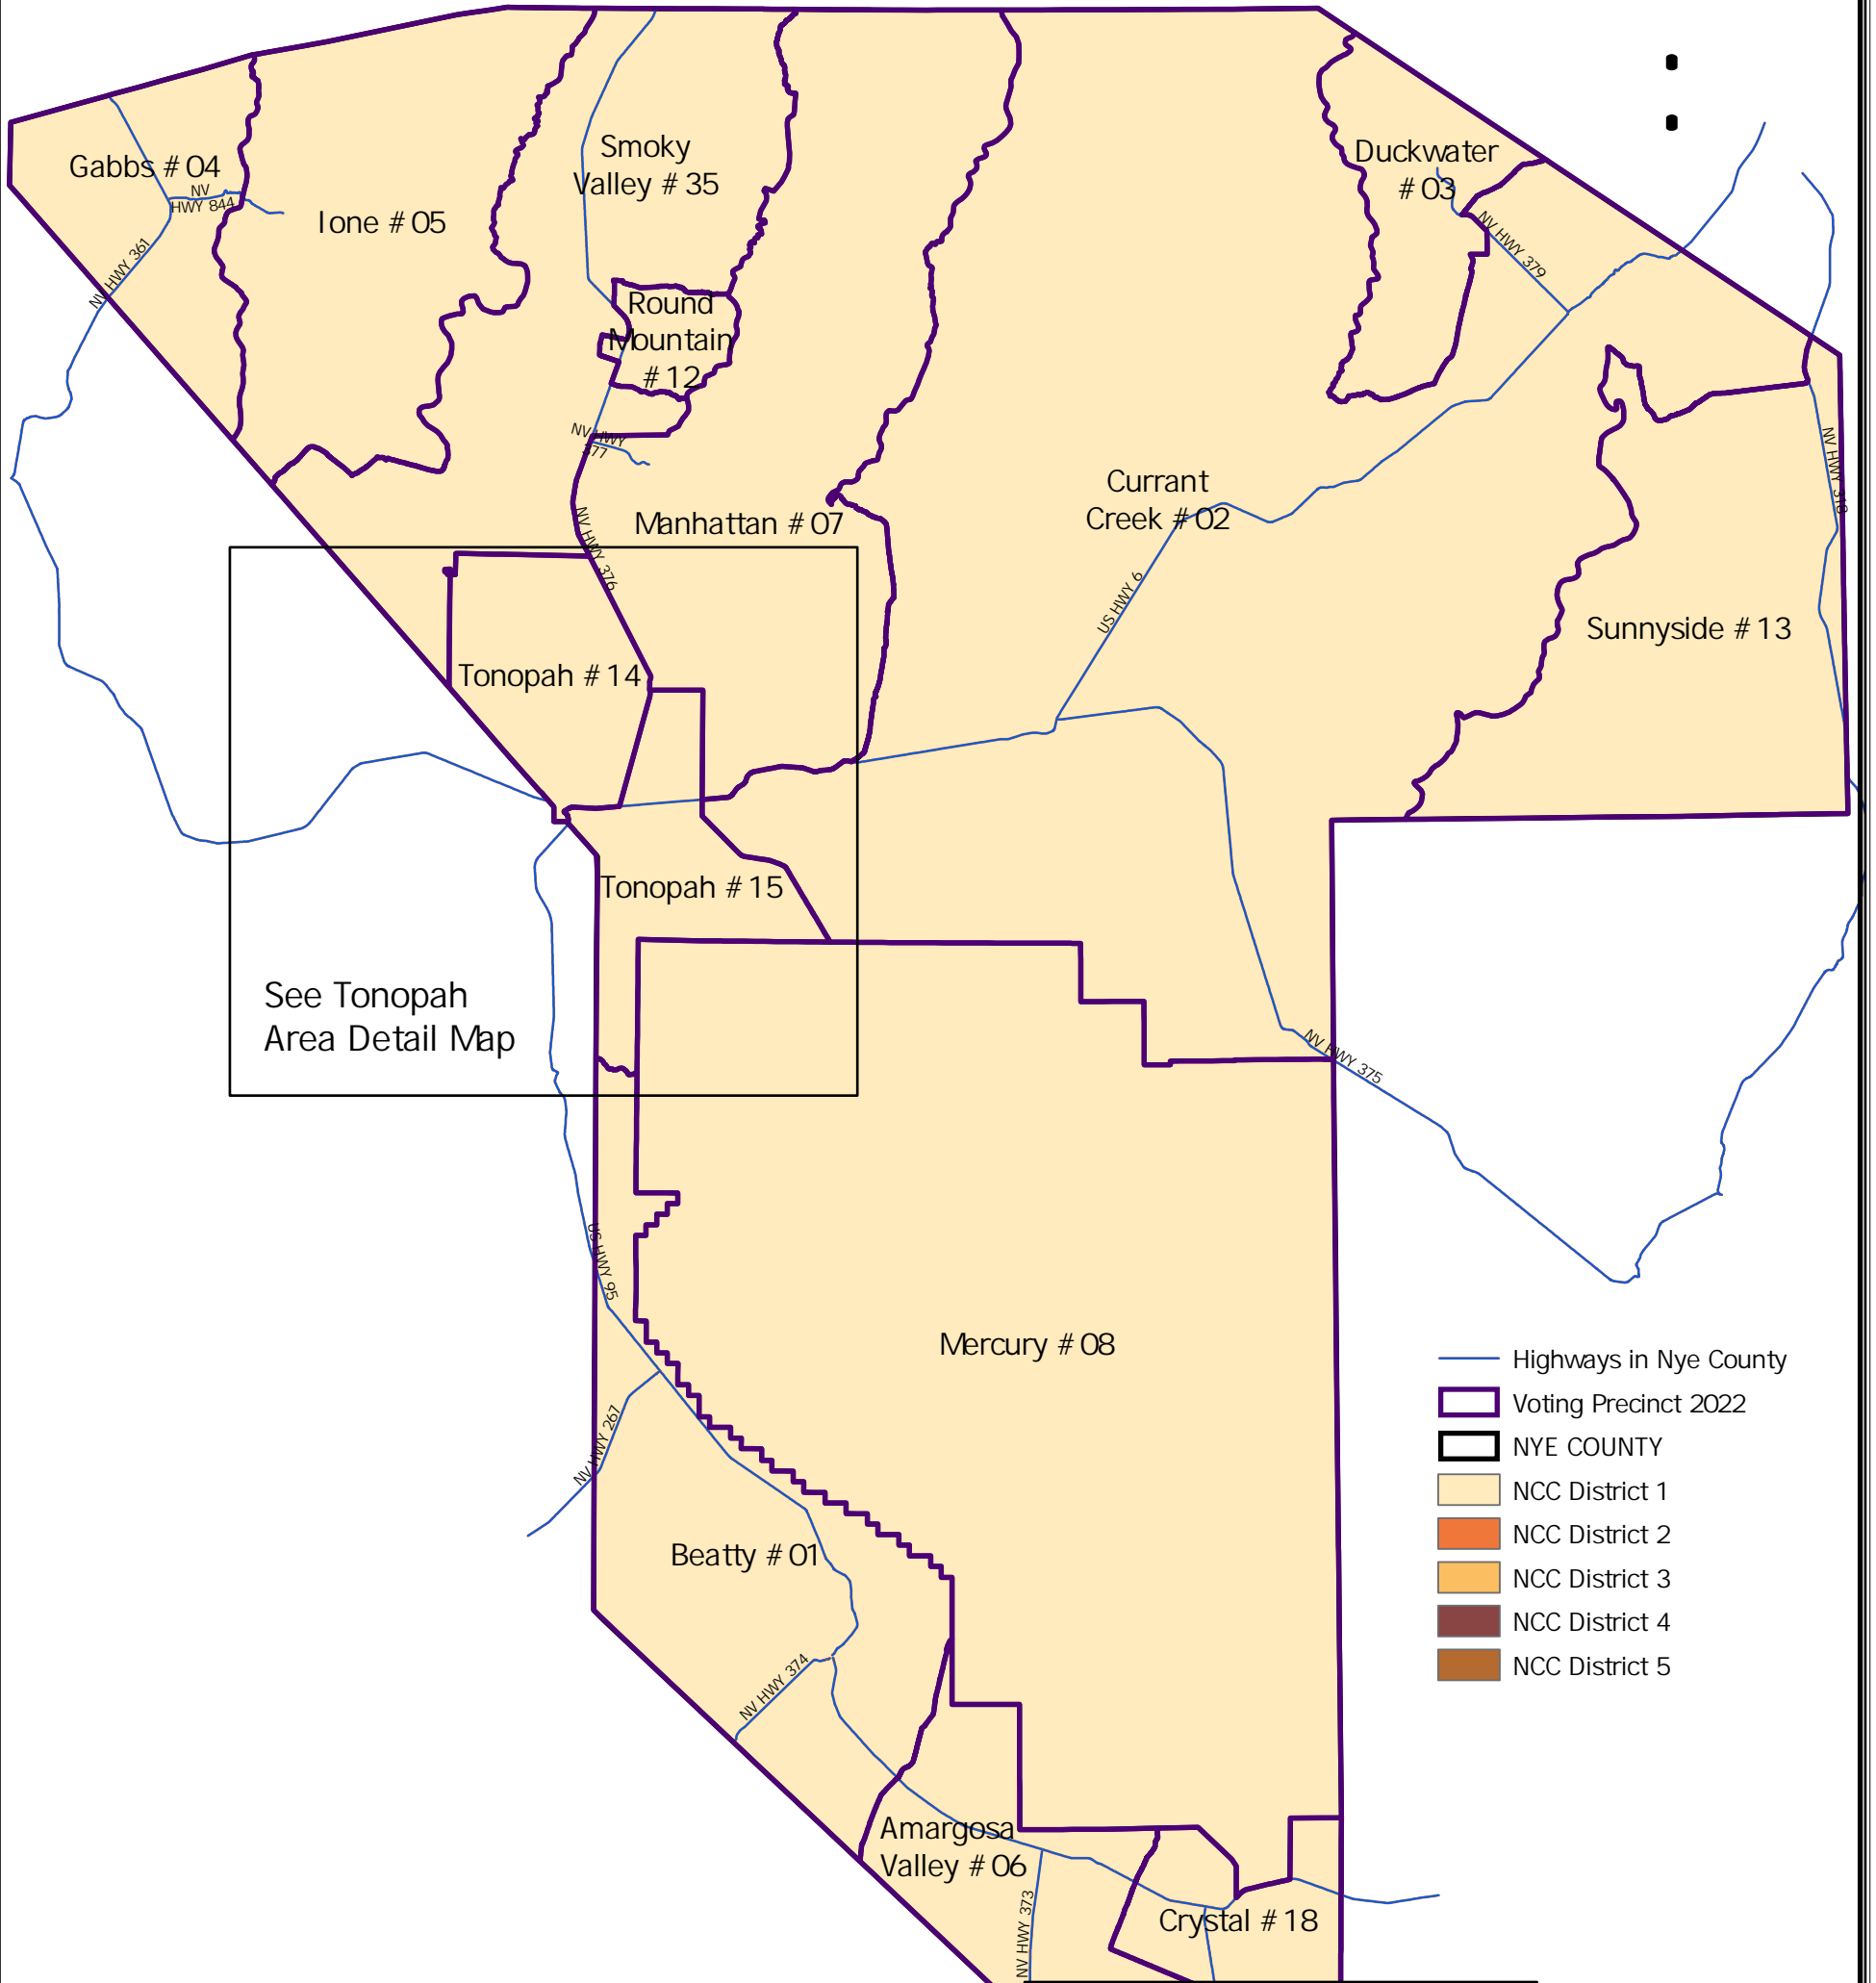 Gabbs # 04
NV
HWY 844
NV HWY 361
Ione # 05
Smoky
Valley # 35
Round
Mountain
# 12
NV HWY
377
NV HWY 376
Manhattan # 07
Duckwater
# 03
NV HWY 379
Currant
Creek # 02
US HWY 6
NV HWY 318
Sunnyside # 13
Tonopah # 14
Tonopah # 15
See Tonopah
Area Detail Map
NV HWY 375
US HWY 95
Mercury # 08
NV HWY 267
Beatty # 01
NV HWY 374
Amargosa
Valley # 06
NV HWY 373
Crystal # 18
Highways in Nye County
Voting Precinct 2022
NYE COUNTY
NCC District 1
NCC District 2
NCC District 3
NCC District 4
NCC District 5